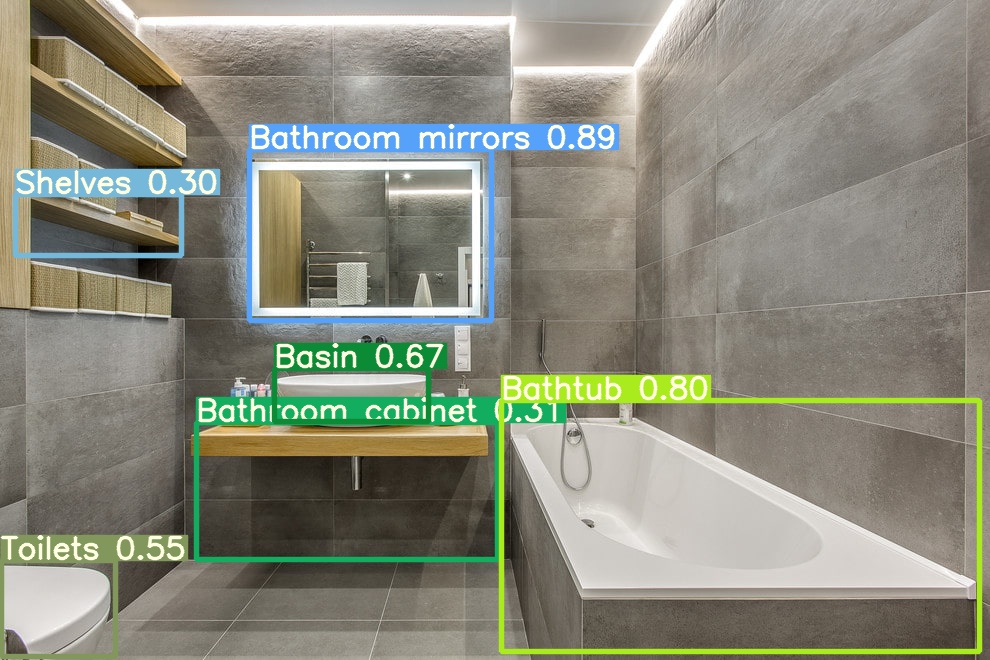 Bathroom mirrors 0.89
Shelves 0.30
Basin 0.67
Bathtub 0.80
Bathroom cabinet 0.31
Toilets 0.55